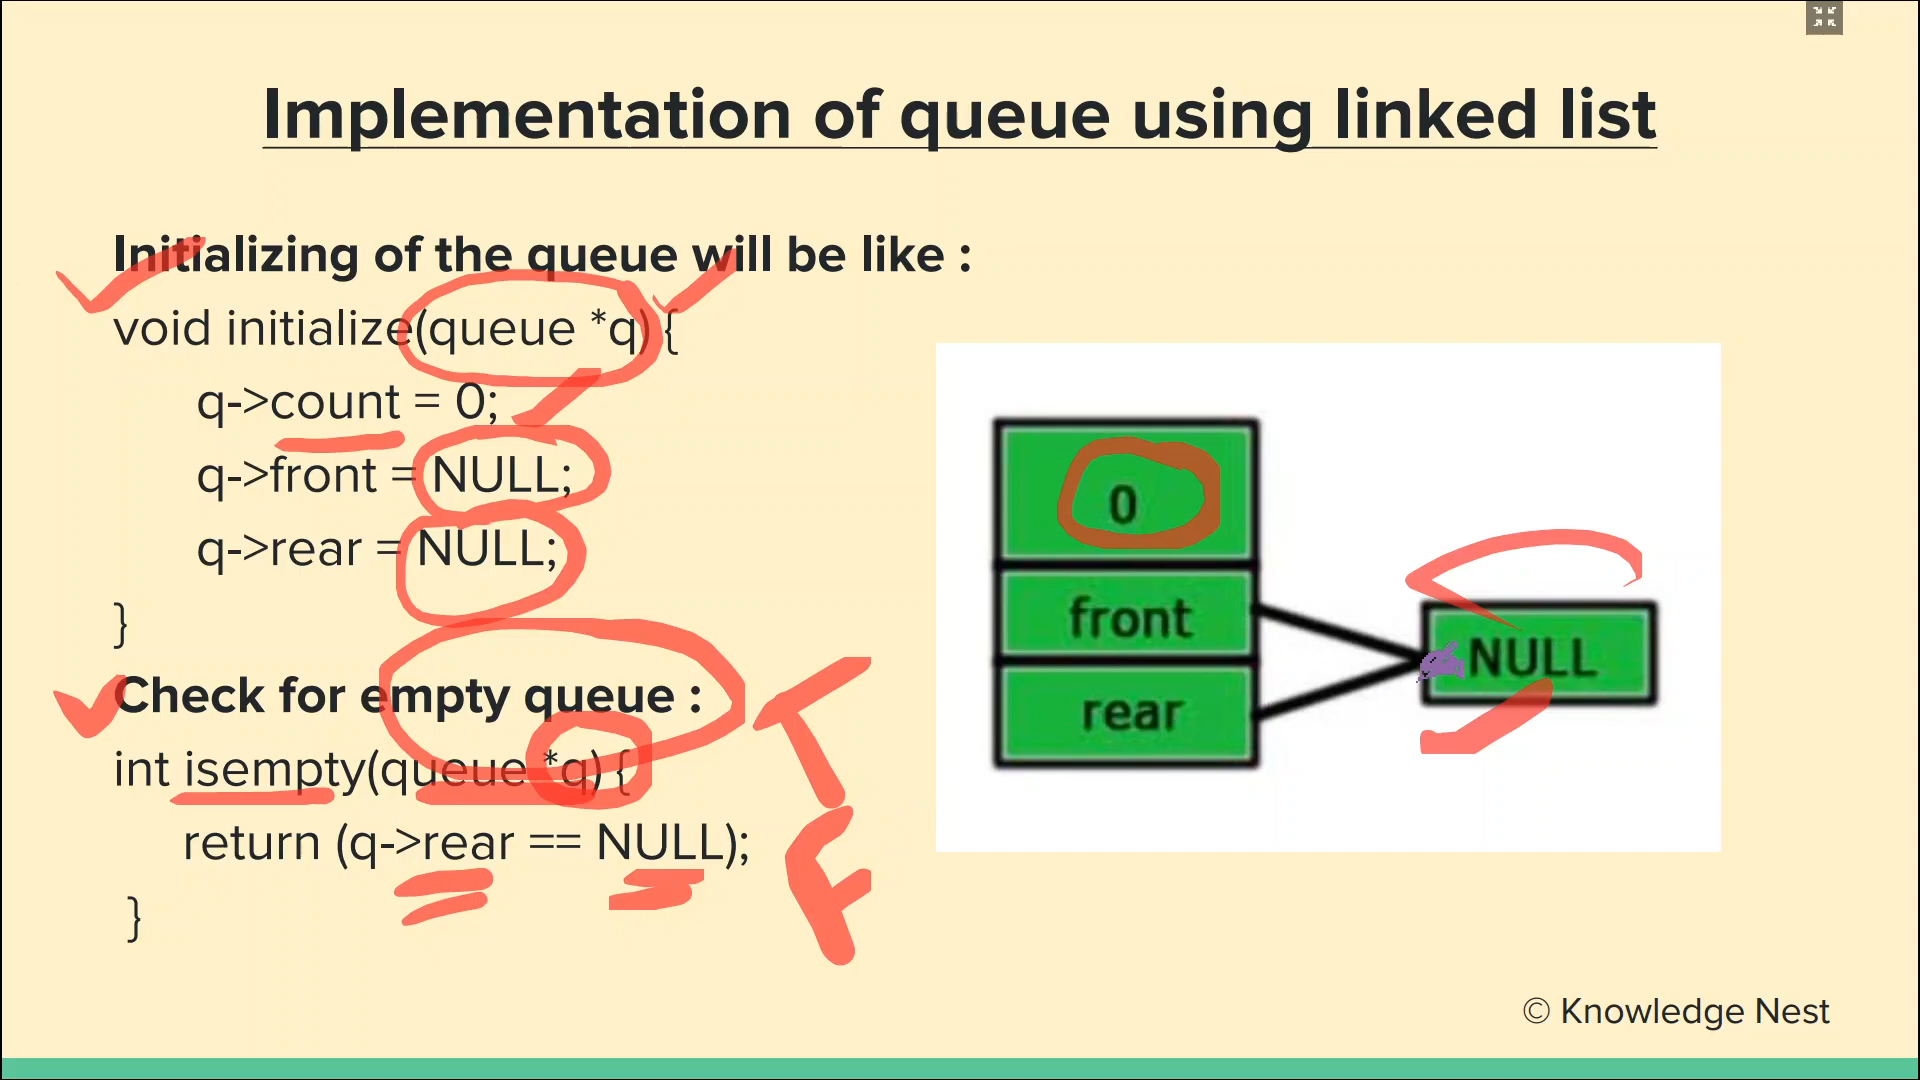 Implementation of queue using linked list
Initializing of the queue will be like :
void initialize(queue *q) {
q->count = 0;
q->front = NULL;
q->rear = NULL;
}
Check for empty queue :
int isempty(queue *q) {
return (q->rear == NULL);
}
T
F
0
front
rear
NULL
© Knowledge Nest